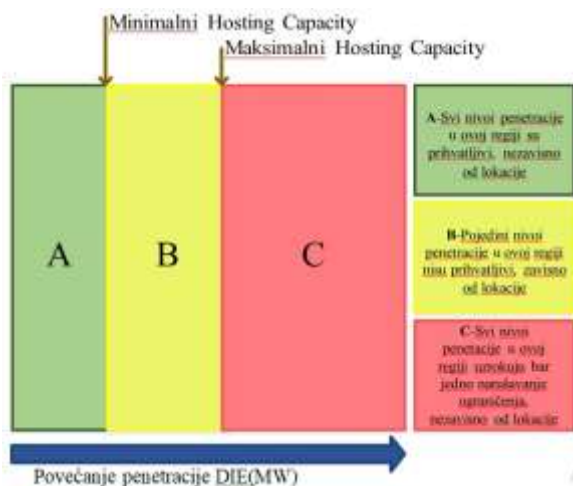 Minimalni Hosting Capacity
Maksimalni Hosting Capacity
A
B
C
A-Svi nivoi penetracije
u ovoj regiji su
prihvatljivi, nezavisno
od lokacije
B-Pojedini nivoi
penetracije u ovoj regiji
nisu prihvatljivi, zavisno
od lokacije
C-Svi nivoi
penetacije u ovoj
regiji uzrokuju bar
jedno narušavanje
ograničenja,
nezavisno od lokacije
Povećanje penetracije DIE(MW)